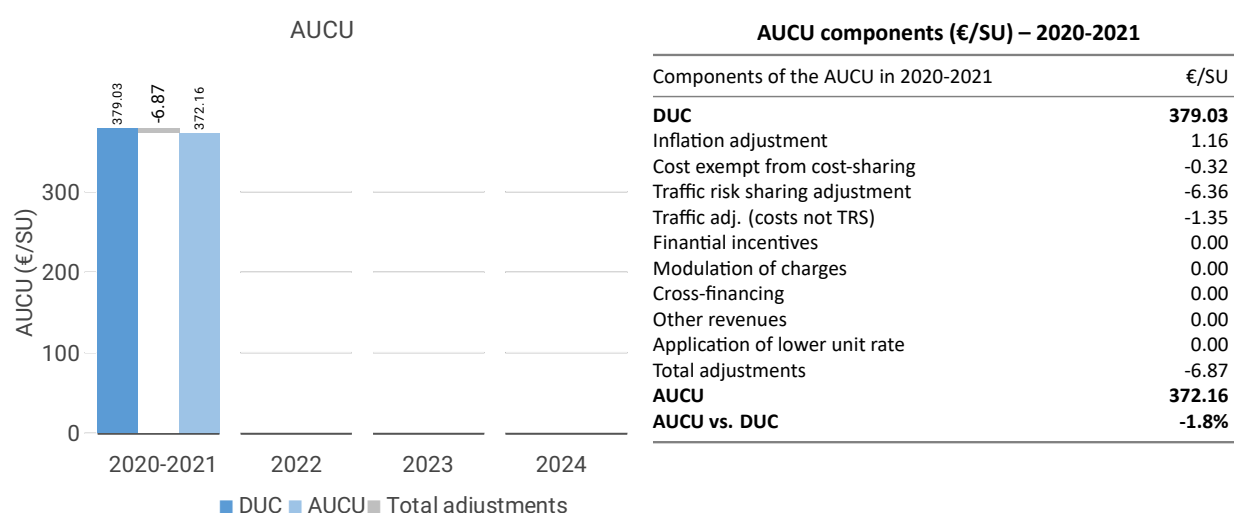 AUCU
379.03
-6.87
372.16
300
200
100
0
AUCU (€/SU)
2020-2021 2022 2023 2024
DUC AUCU Total adjustments
AUCU components (€/SU) – 2020-2021
Components of the AUCU in 2020-2021 €/SU
DUC 379.03
Inflation adjustment 1.16
Cost exempt from cost-sharing -0.32
Traffic risk sharing adjustment -6.36
Traffic adj. (costs not TRS) -1.35
Finantial incentives 0.00
Modulation of charges 0.00
Cross-financing 0.00
Other revenues 0.00
Application of lower unit rate 0.00
Total adjustments -6.87
AUCU 372.16
AUCU vs. DUC -1.8%